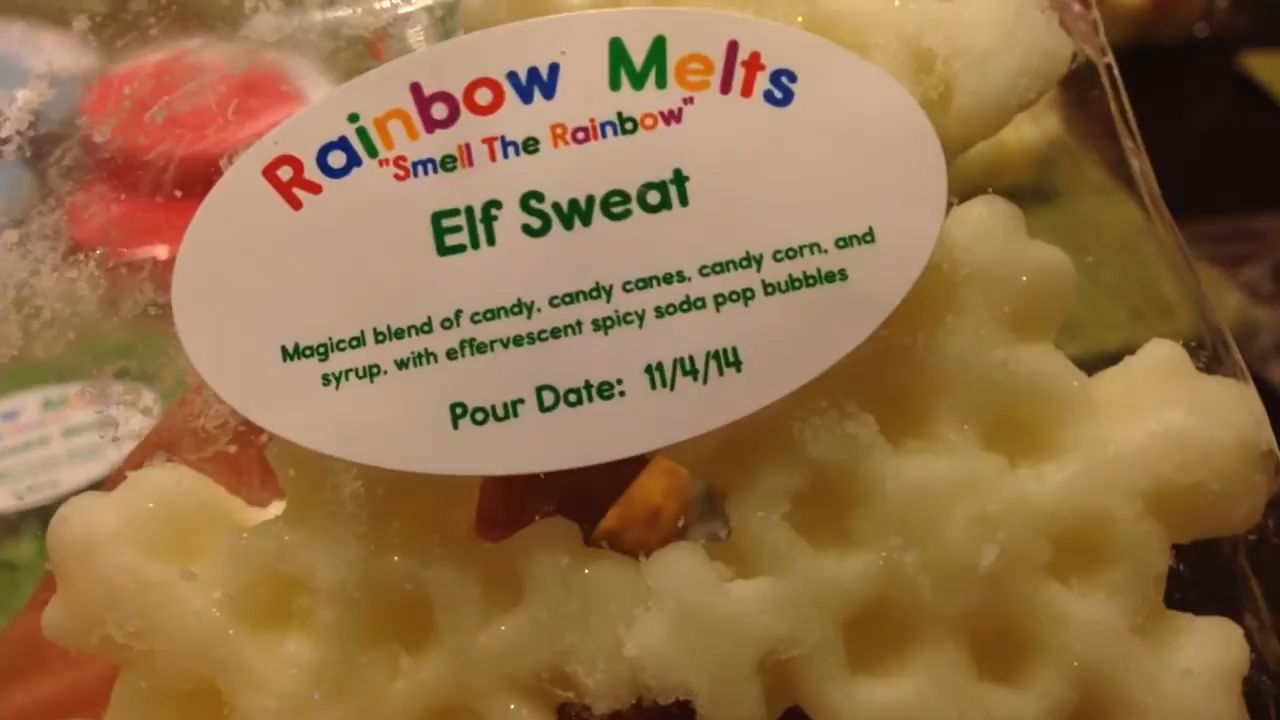 Rainbow Melts
"Smell The Rainbow"
Elf Sweat
Magical blend of candy, candy canes, candy corn, and
syrup, with effervescent spicy soda pop bubbles
Pour Date: 11/4/14